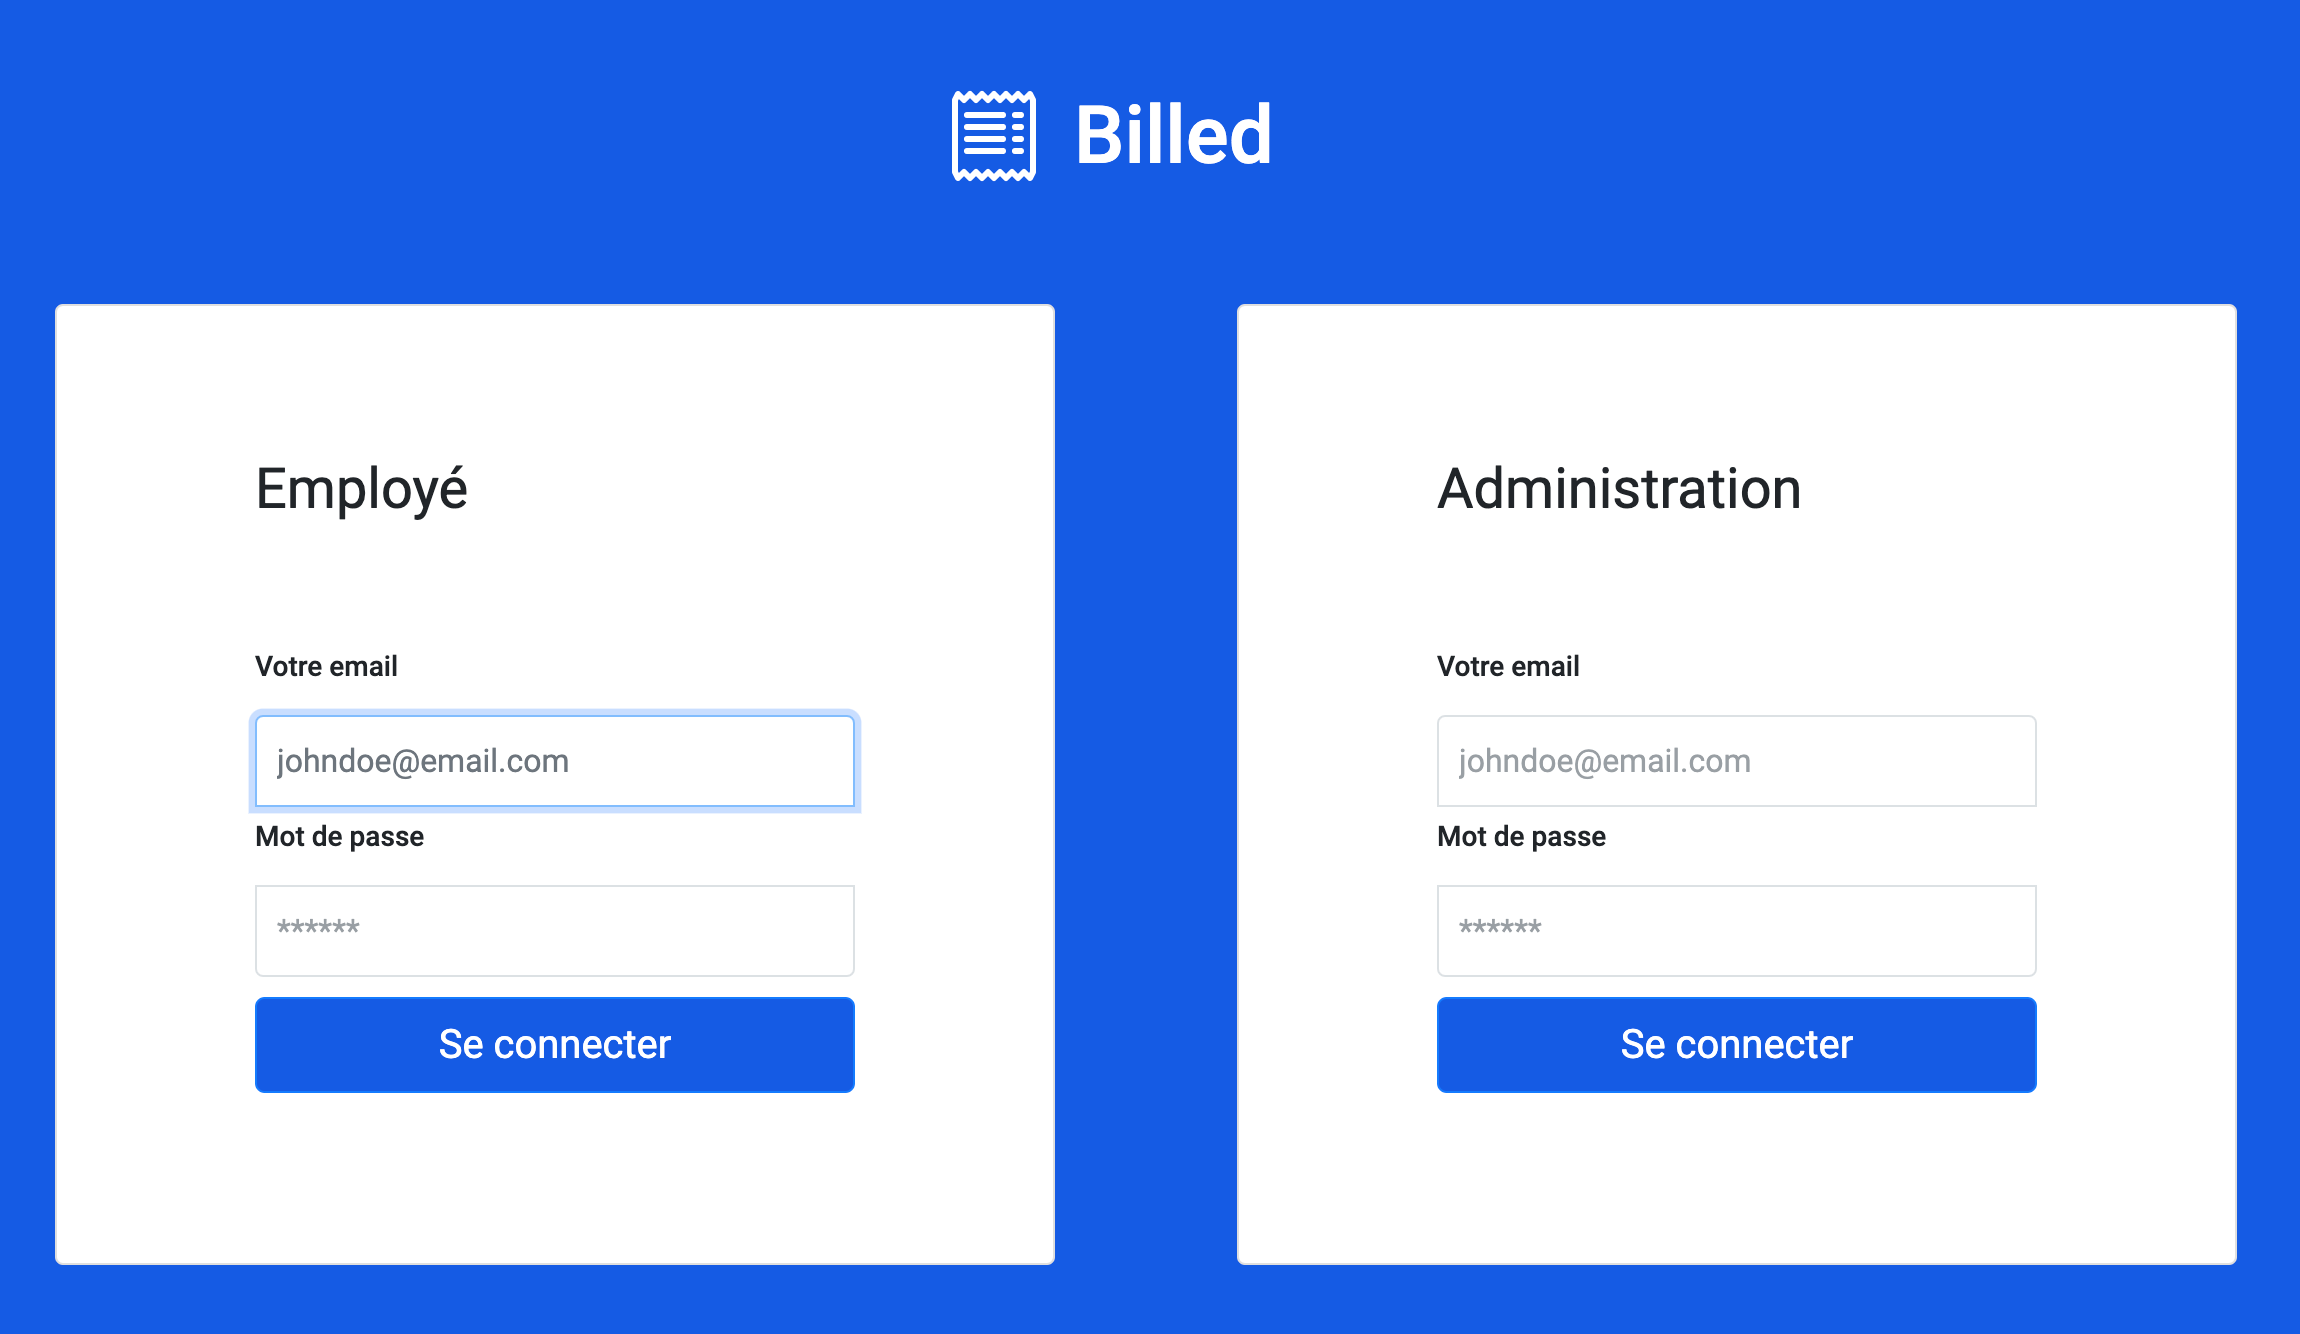 Billed
Employé
Votre email
johndoe@email.com
Mot de passe
******
Se connecter
Administration
Votre email
johndoe@email.com
Mot de passe
******
Se connecter